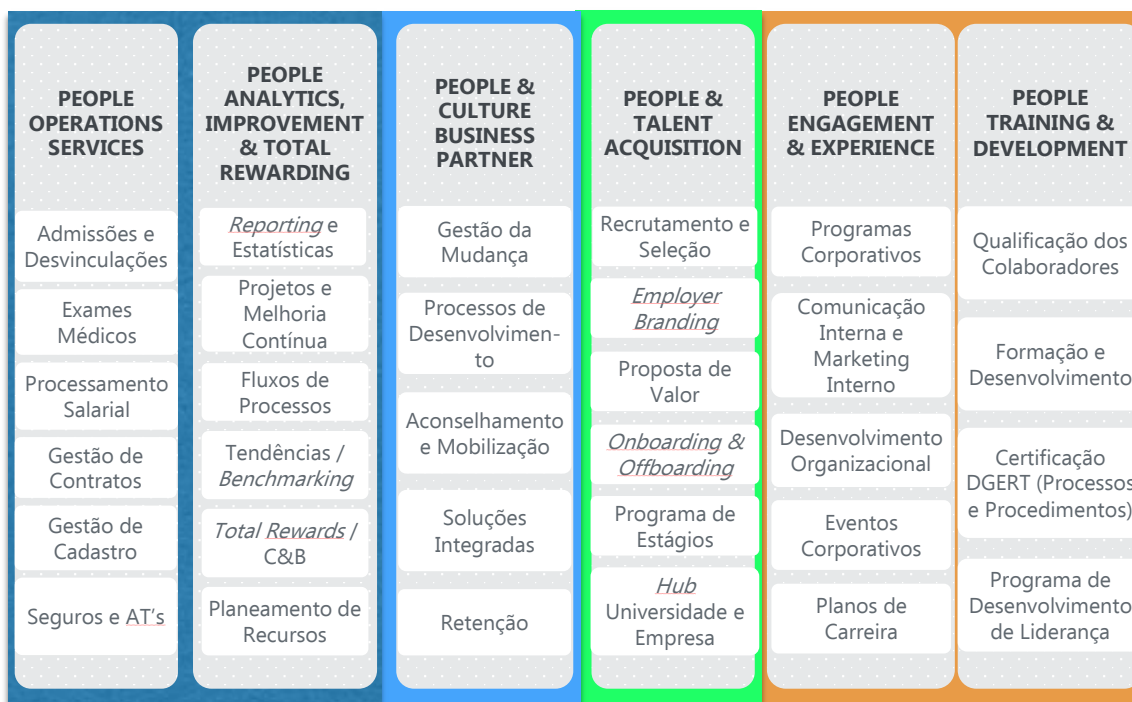 PEOPLE
OPERATIONS
SERVICES
Admissões e
Desvinculações
Exames
Médicos
Processamento
Salarial
Gestão de
Contratos
Gestão de
Cadastro
Seguros e AT's
PEOPLE
ANALYTICS,
IMPROVEMENT
& TOTAL
REWARDING
Reporting e
Estatísticas
Projetos e
Melhoria
Contínua
Fluxos de
Processos
Tendências /
Benchmarking
Total Rewards /
C&B
Planeamento de
Recursos
PEOPLE &
CULTURE
BUSINESS
PARTNER
Gestão da
Mudança
Processos de
Desenvolvimen-
to
Aconselhamento
e Mobilização
Soluções
Integradas
Retenção
PEOPLE &
TALENT
ACQUISITION
Recrutamento e
Seleção
Employer
Branding
Proposta de
Valor
Onboarding &
Offboarding
Programa de
Estágios
Hub
Universidade e
Empresa
PEOPLE
ENGAGEMENT
& EXPERIENCE
Programas
Corporativos
Comunicação
Interna e
Marketing
Interno
Desenvolvimento
Organizacional
Eventos
Corporativos
Planos de
Carreira
PEOPLE
TRAINING &
DEVELOPMENT
Qualificação dos
Colaboradores
Formação e
Desenvolvimento
Certificação
DGERT (Processos
e Procedimentos)
Programa de
Desenvolvimento
de Liderança